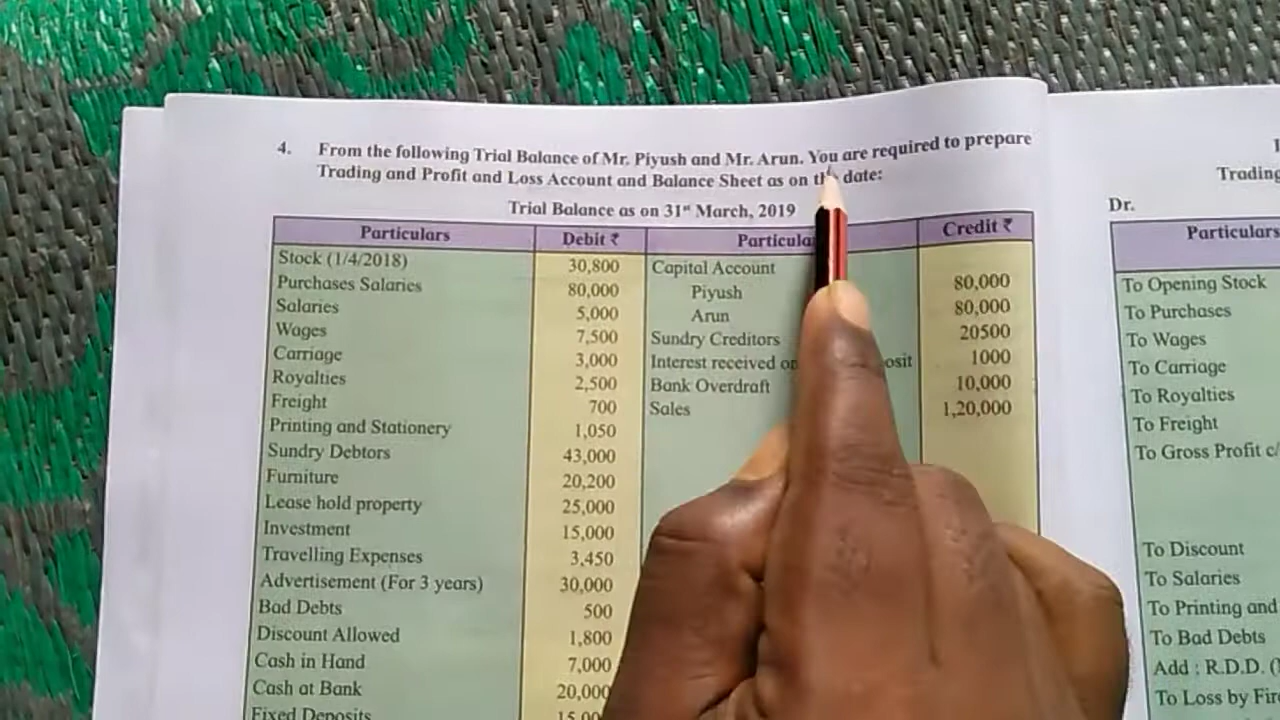 4. From the following Trial Balance of Mr. Piyush and Mr. Arun. You are required to prepare
Trading and Profit and Loss Account and Balance Sheet as on date:
Trial Balance as on 31st March, 2019
Particulars Debit ₹ Credit ₹
Stock (1/4/2018) 30,800 Capital Account
Purchases Salaries 80,000 Piyush 80,000
Salaries 5,000 Arun 80,000
Wages 7,500 Sundry Creditors 20500
Carriage 3,000 Interest received 1000
Royalties 2,500 Bank Overdraft 10,000
Freight 700 Sales 1,20,000
Printing and Stationery 1,050
Sundry Debtors 43,000
Furniture 20,200
Lease hold property 25,000
Investment 15,000
Travelling Expenses 3,450
Advertisement (For 3 years) 30,000
Bad Debts 500
Discount Allowed 1,800
Cash in Hand 7,000
Cash at Bank 20,000
Fixed Deposits
Trading
Dr.
Particulars
To Opening Stock
To Purchases
To Wages
To Carriage
To Royalties
To Freight
To Gross Profit c/
To Discount
To Salaries
To Printing and
To Bad Debts
Add : R.D.D.
To Loss by